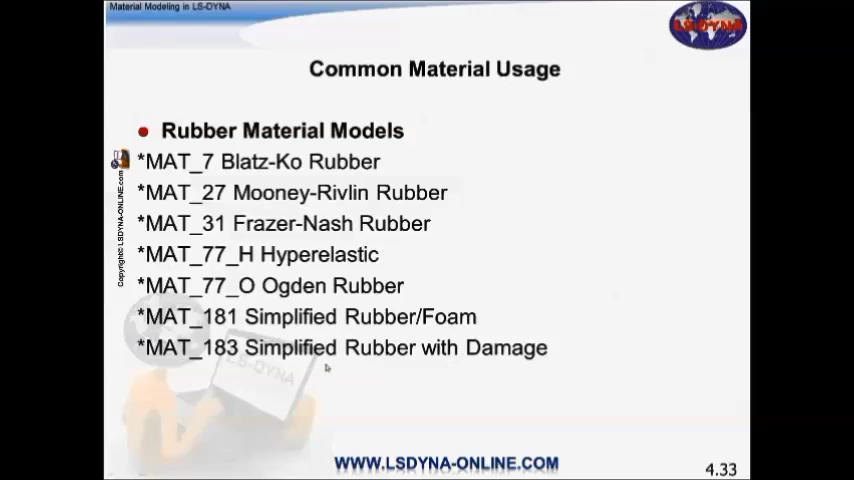 Material Modeling in LS-DYNA
LS-DYNA
Common Material Usage
Rubber Material Models
*MAT_7 Blatz-Ko Rubber
*MAT_27 Mooney-Rivlin Rubber
*MAT_31 Frazer-Nash Rubber
*MAT_77_H Hyperelastic
*MAT_77_O Ogden Rubber
*MAT_181 Simplified Rubber/Foam
*MAT_183 Simplified Rubber with Damage
Copyright© LSDYNA-ONLINE.com
LS-DYNA
WWW.LSDYNA-ONLINE.COM
4.33